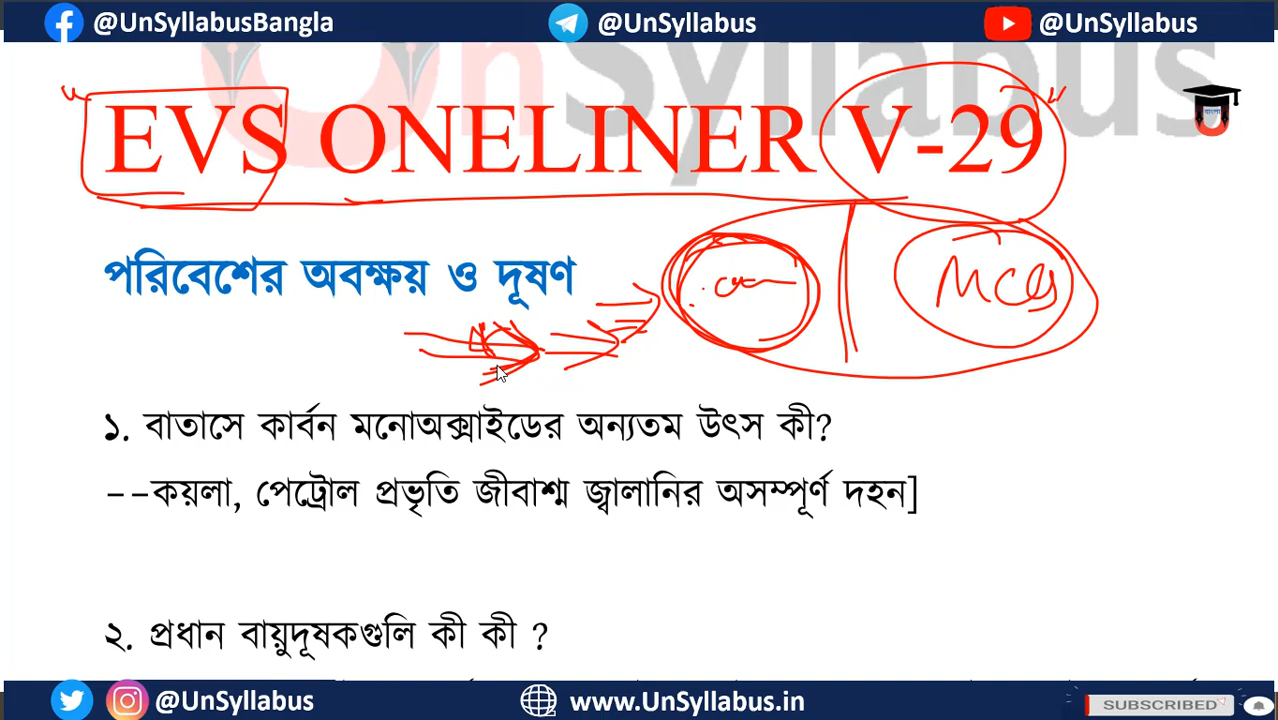 @UnSyllabusBangla @UnSyllabus @UnSyllabus
UnSyllabus
EVS ONELINER V-29
বাংলা
পরিবেশের অবক্ষয় ও দূষণ
MCQ
১. বাতাসে কার্বন মনোঅক্সাইডের অন্যতম উৎস কী?
--কয়লা, পেট্রোল প্রভৃতি জীবাশ্ম জ্বালানির অসম্পূর্ণ দহন]
২. প্রধান বায়ুদূষকগুলি কী কী ?
@UnSyllabus www.UnSyllabus.in SUBSCRIBED